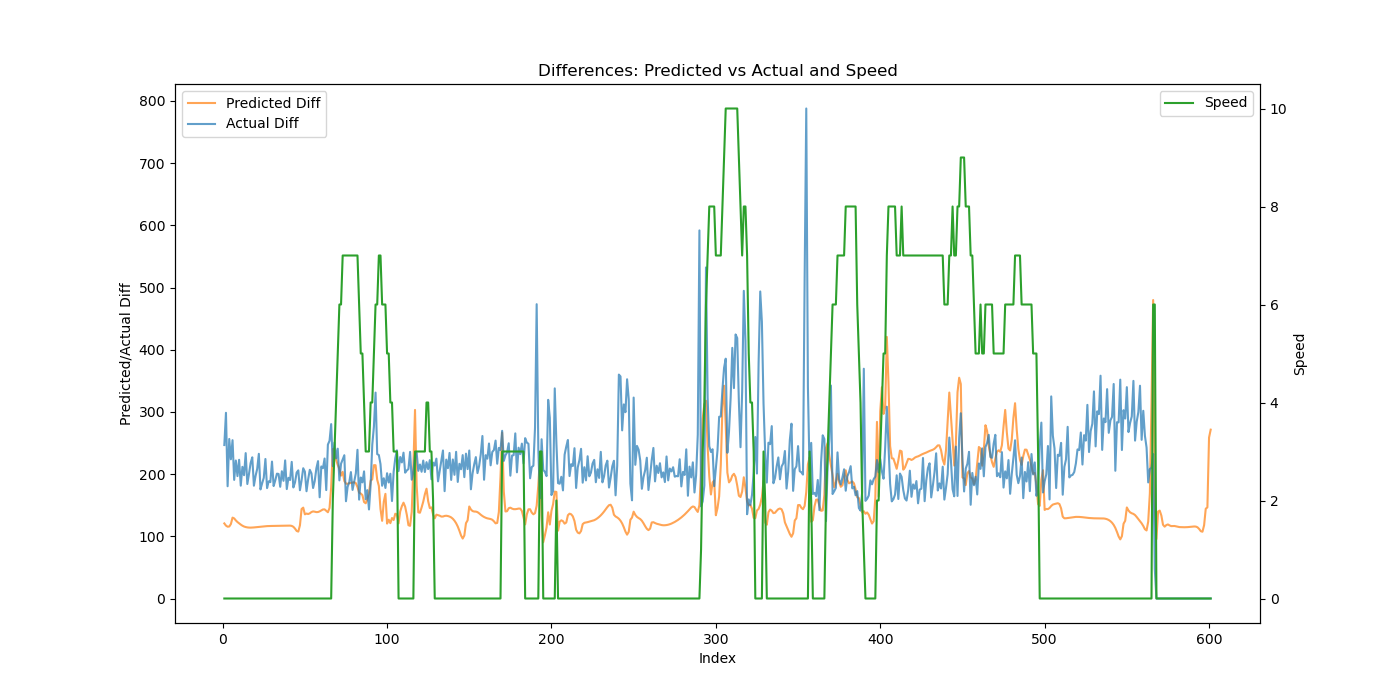 Differences: Predicted vs Actual and Speed
Predicted Diff
Actual Diff
Speed
800
700
600
500
400
300
200
100
0
Predicted/Actual Diff
10
8
6
4
2
0
Speed
0 100 200 300 400 500 600
Index